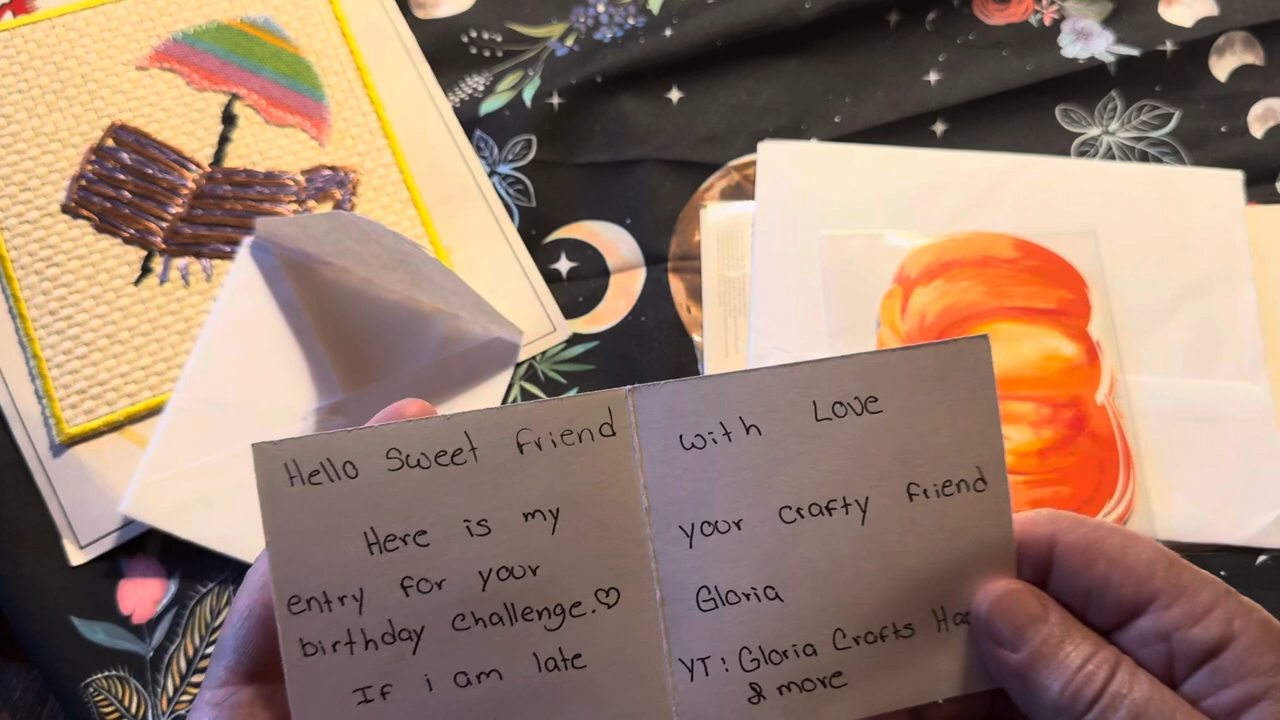 Hello Sweet friend
Here is my
entry for your
birthday challenge.♡
If i am late
with Love
your crafty friend
Gloria
YT: Gloria Crafts
& more